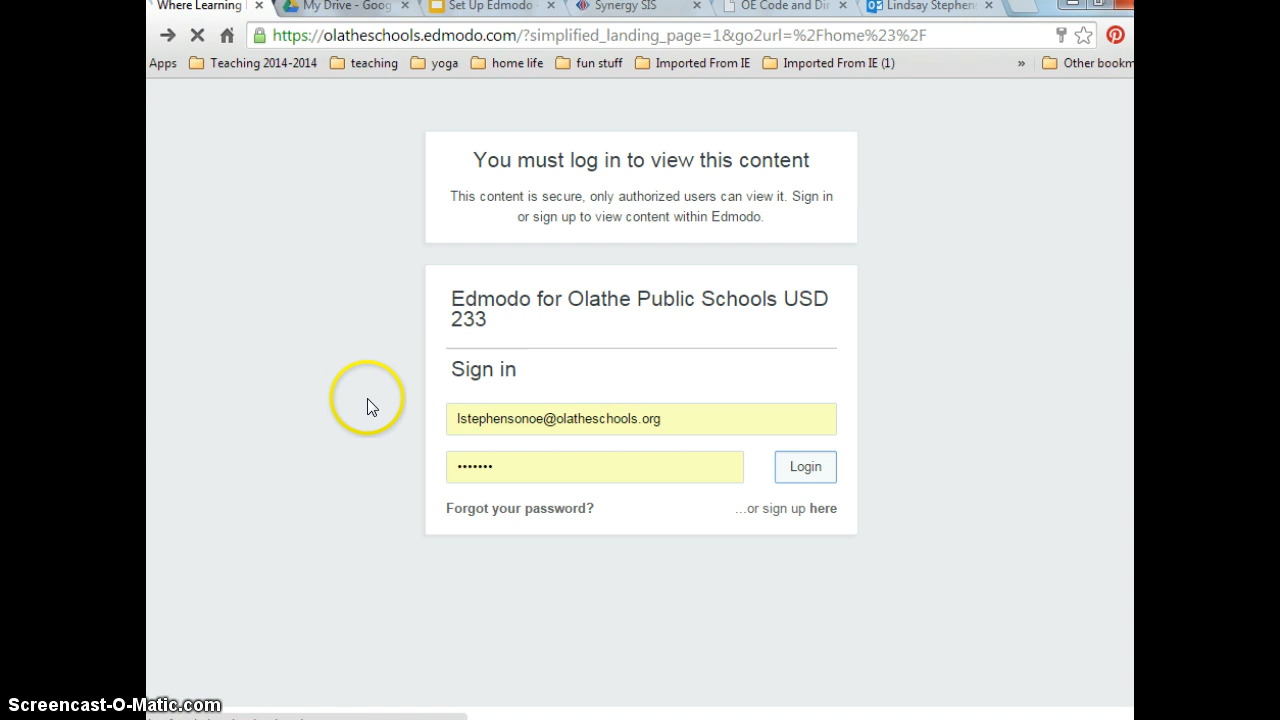 Where Learning
My Drive - Goog
Set Up Edmodo -
Synergy SIS
OE Code and Dir
Lindsay Stephen
https://olatheschools.edmodo.com/?simplified_landing_page=1&go2url=%2Fhome%23%2F
Apps
Teaching 2014-2014
teaching
yoga
home life
fun stuff
Imported From IE
Imported From IE (1)
»
Other bookm
You must log in to view this content
This content is secure, only authorized users can view it. Sign in
or sign up to view content within Edmodo.
Edmodo for Olathe Public Schools USD
233
Sign in
lstephensonoe@olatheschools.org
•••••••
Login
Forgot your password?
...or sign up here
Screencast-O-Matic.com